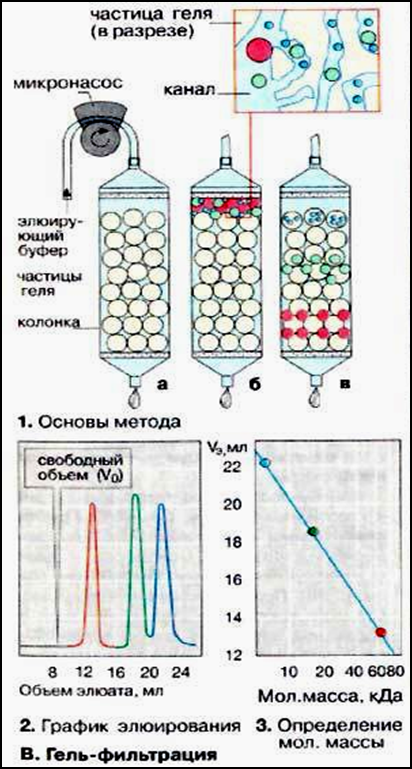 частица геля
(в разрезе)
канал
микронасос
элюиру-
ющий
буфер
частицы
геля
колонка
а
б
в
1. Основы метода
свободный
объем (V₀)
8 12 16 20 24
Объем элюата, мл
Vэ,мл
22
20
18
16
14
12
10 20 40 6080
Мол.масса, кДа
2. График элюирования
3. Определение
мол. массы
В. Гель-фильтрация